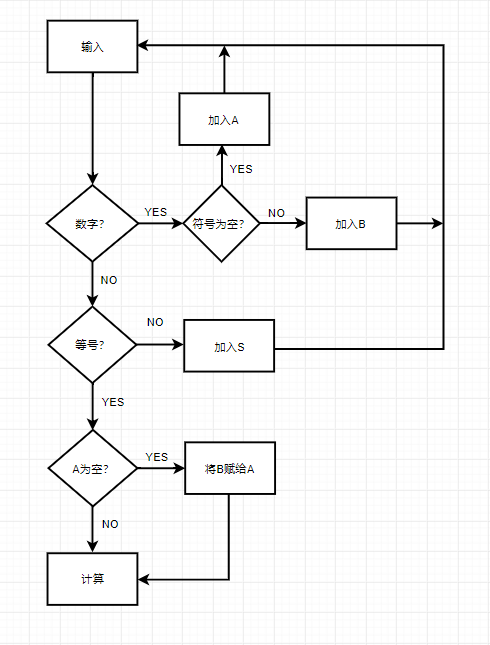 输入
加入A
YES
数字?
YES
符号为空?
NO
加入B
NO
等号?
NO
加入S
YES
A为空?
YES
将B赋给A
NO
计算